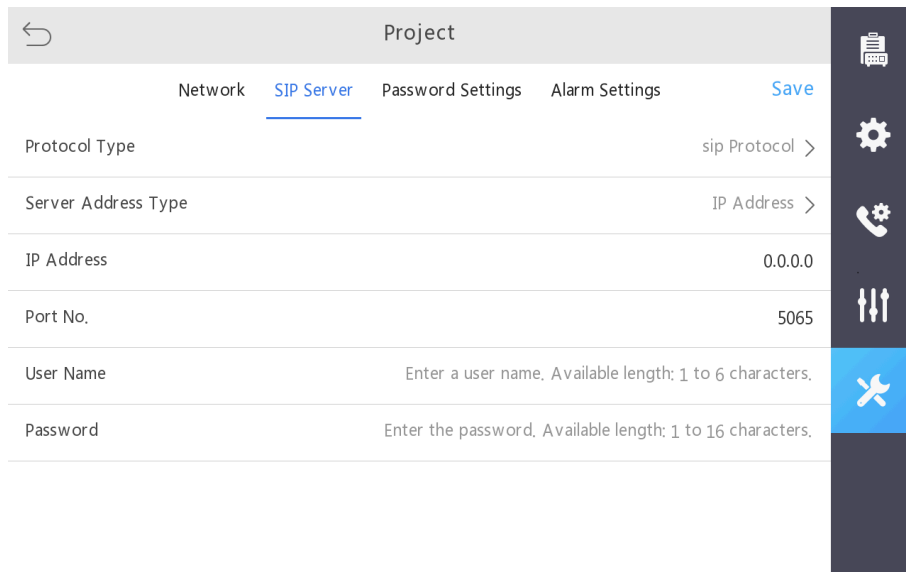 Project
Network SIP Server Password Settings Alarm Settings Save
Protocol Type sip Protocol
Server Address Type IP Address
IP Address 0.0.0.0
Port No. 5065
User Name Enter a user name. Available length: 1 to 6 characters.
Password Enter the password. Available length: 1 to 16 characters.